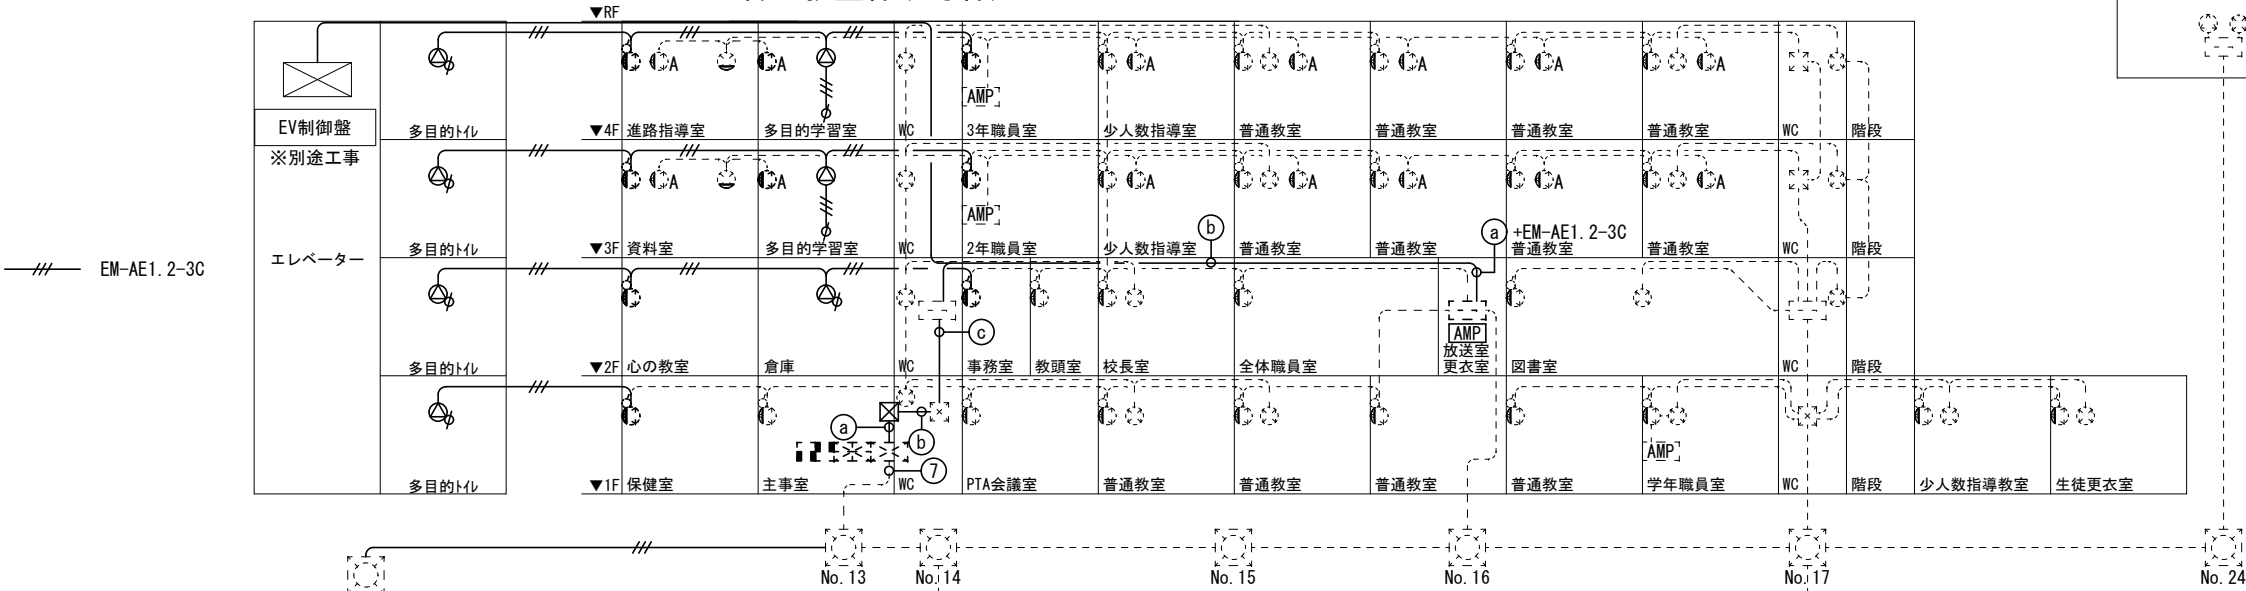 ▼RF
A A A A A A A A
AMP
EV制御盤
多目的ﾄｲﾚ ▼4F 進路指導室 多目的学習室 WC 3年職員室 少人数指導室 普通教室 普通教室 普通教室 普通教室 WC 階段
※別途工事
A A A A A A A A
AMP
b
a +EM-AE1.2-3C
多目的ﾄｲﾚ ▼3F 資料室 多目的学習室 WC 2年職員室 少人数指導室 普通教室 普通教室 普通教室 普通教室 WC 階段
エレベーター
EM-AE1.2-3C
c
AMP
放送室
多目的ﾄｲﾚ ▼2F 心の教室 倉庫 WC 事務室 教頭室 校長室 全体職員室 更衣室 図書室 WC 階段
a
b
AMP
7
多目的ﾄｲﾚ ▼1F 保健室 主事室 WC PTA会議室 普通教室 普通教室 普通教室 普通教室 学年職員室 WC 階段 少人数指導教室 生徒更衣室
No.13 No.14 No.15 No.16 No.17 No.24